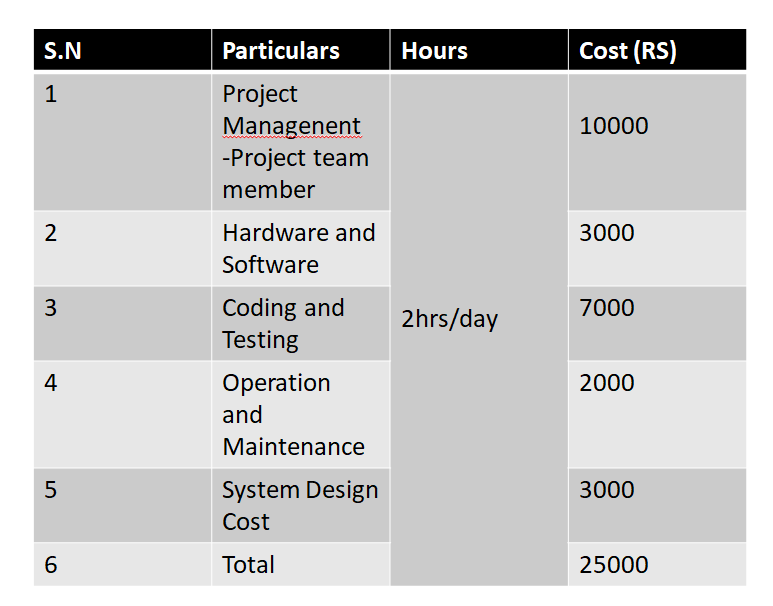 S.N Particulars Hours Cost (RS)
1 Project
Managenent 10000
-Project team
member
2 Hardware and 3000
Software
3 Coding and 7000
Testing
2hrs/day
4 Operation 2000
and
Maintenance
5 System Design 3000
Cost
6 Total 25000